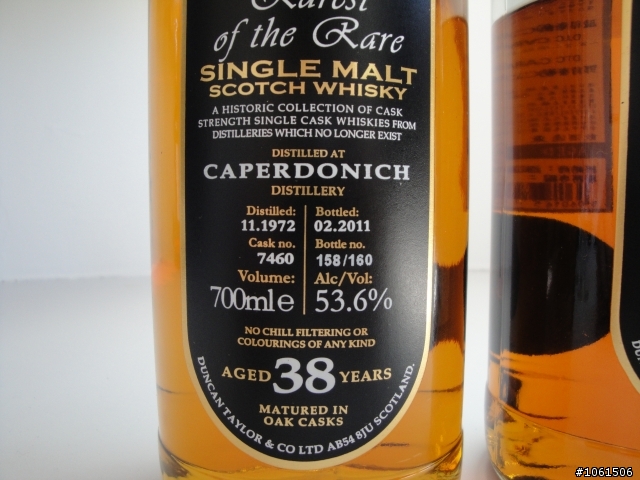 Rarest
of the Rare
SINGLE MALT
SCOTCH WHISKY
A HISTORIC COLLECTION OF CASK
STRENGTH SINGLE CASK WHISKIES FROM
DISTILLERIES WHICH NO LONGER EXIST
DISTILLED AT
CAPERDONICH
DISTILLERY
Distilled: Bottled:
11.1972 02.2011
Cask no. Bottle no.
7460 158/160
Volume: Alc/Vol:
700ml e 53.6%
NO CHILL FILTERING OR
COLOURINGS OF ANY KIND
AGED 38 YEARS
MATURED IN
OAK CASKS
DUNCAN TAYLOR & CO LTD AB54 8JU SCOTLAND.
#1061506